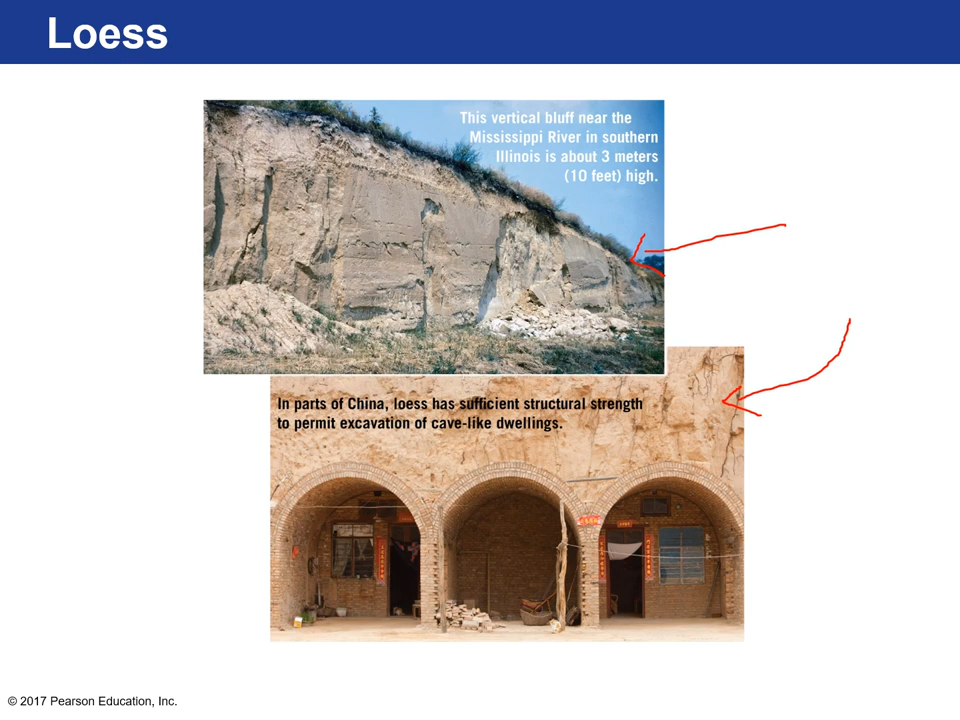 Loess
This vertical bluff near the
Mississippi River in southern
Illinois is about 3 meters
(10 feet) high.
In parts of China, loess has sufficient structural strength
to permit excavation of cave-like dwellings.
© 2017 Pearson Education, Inc.